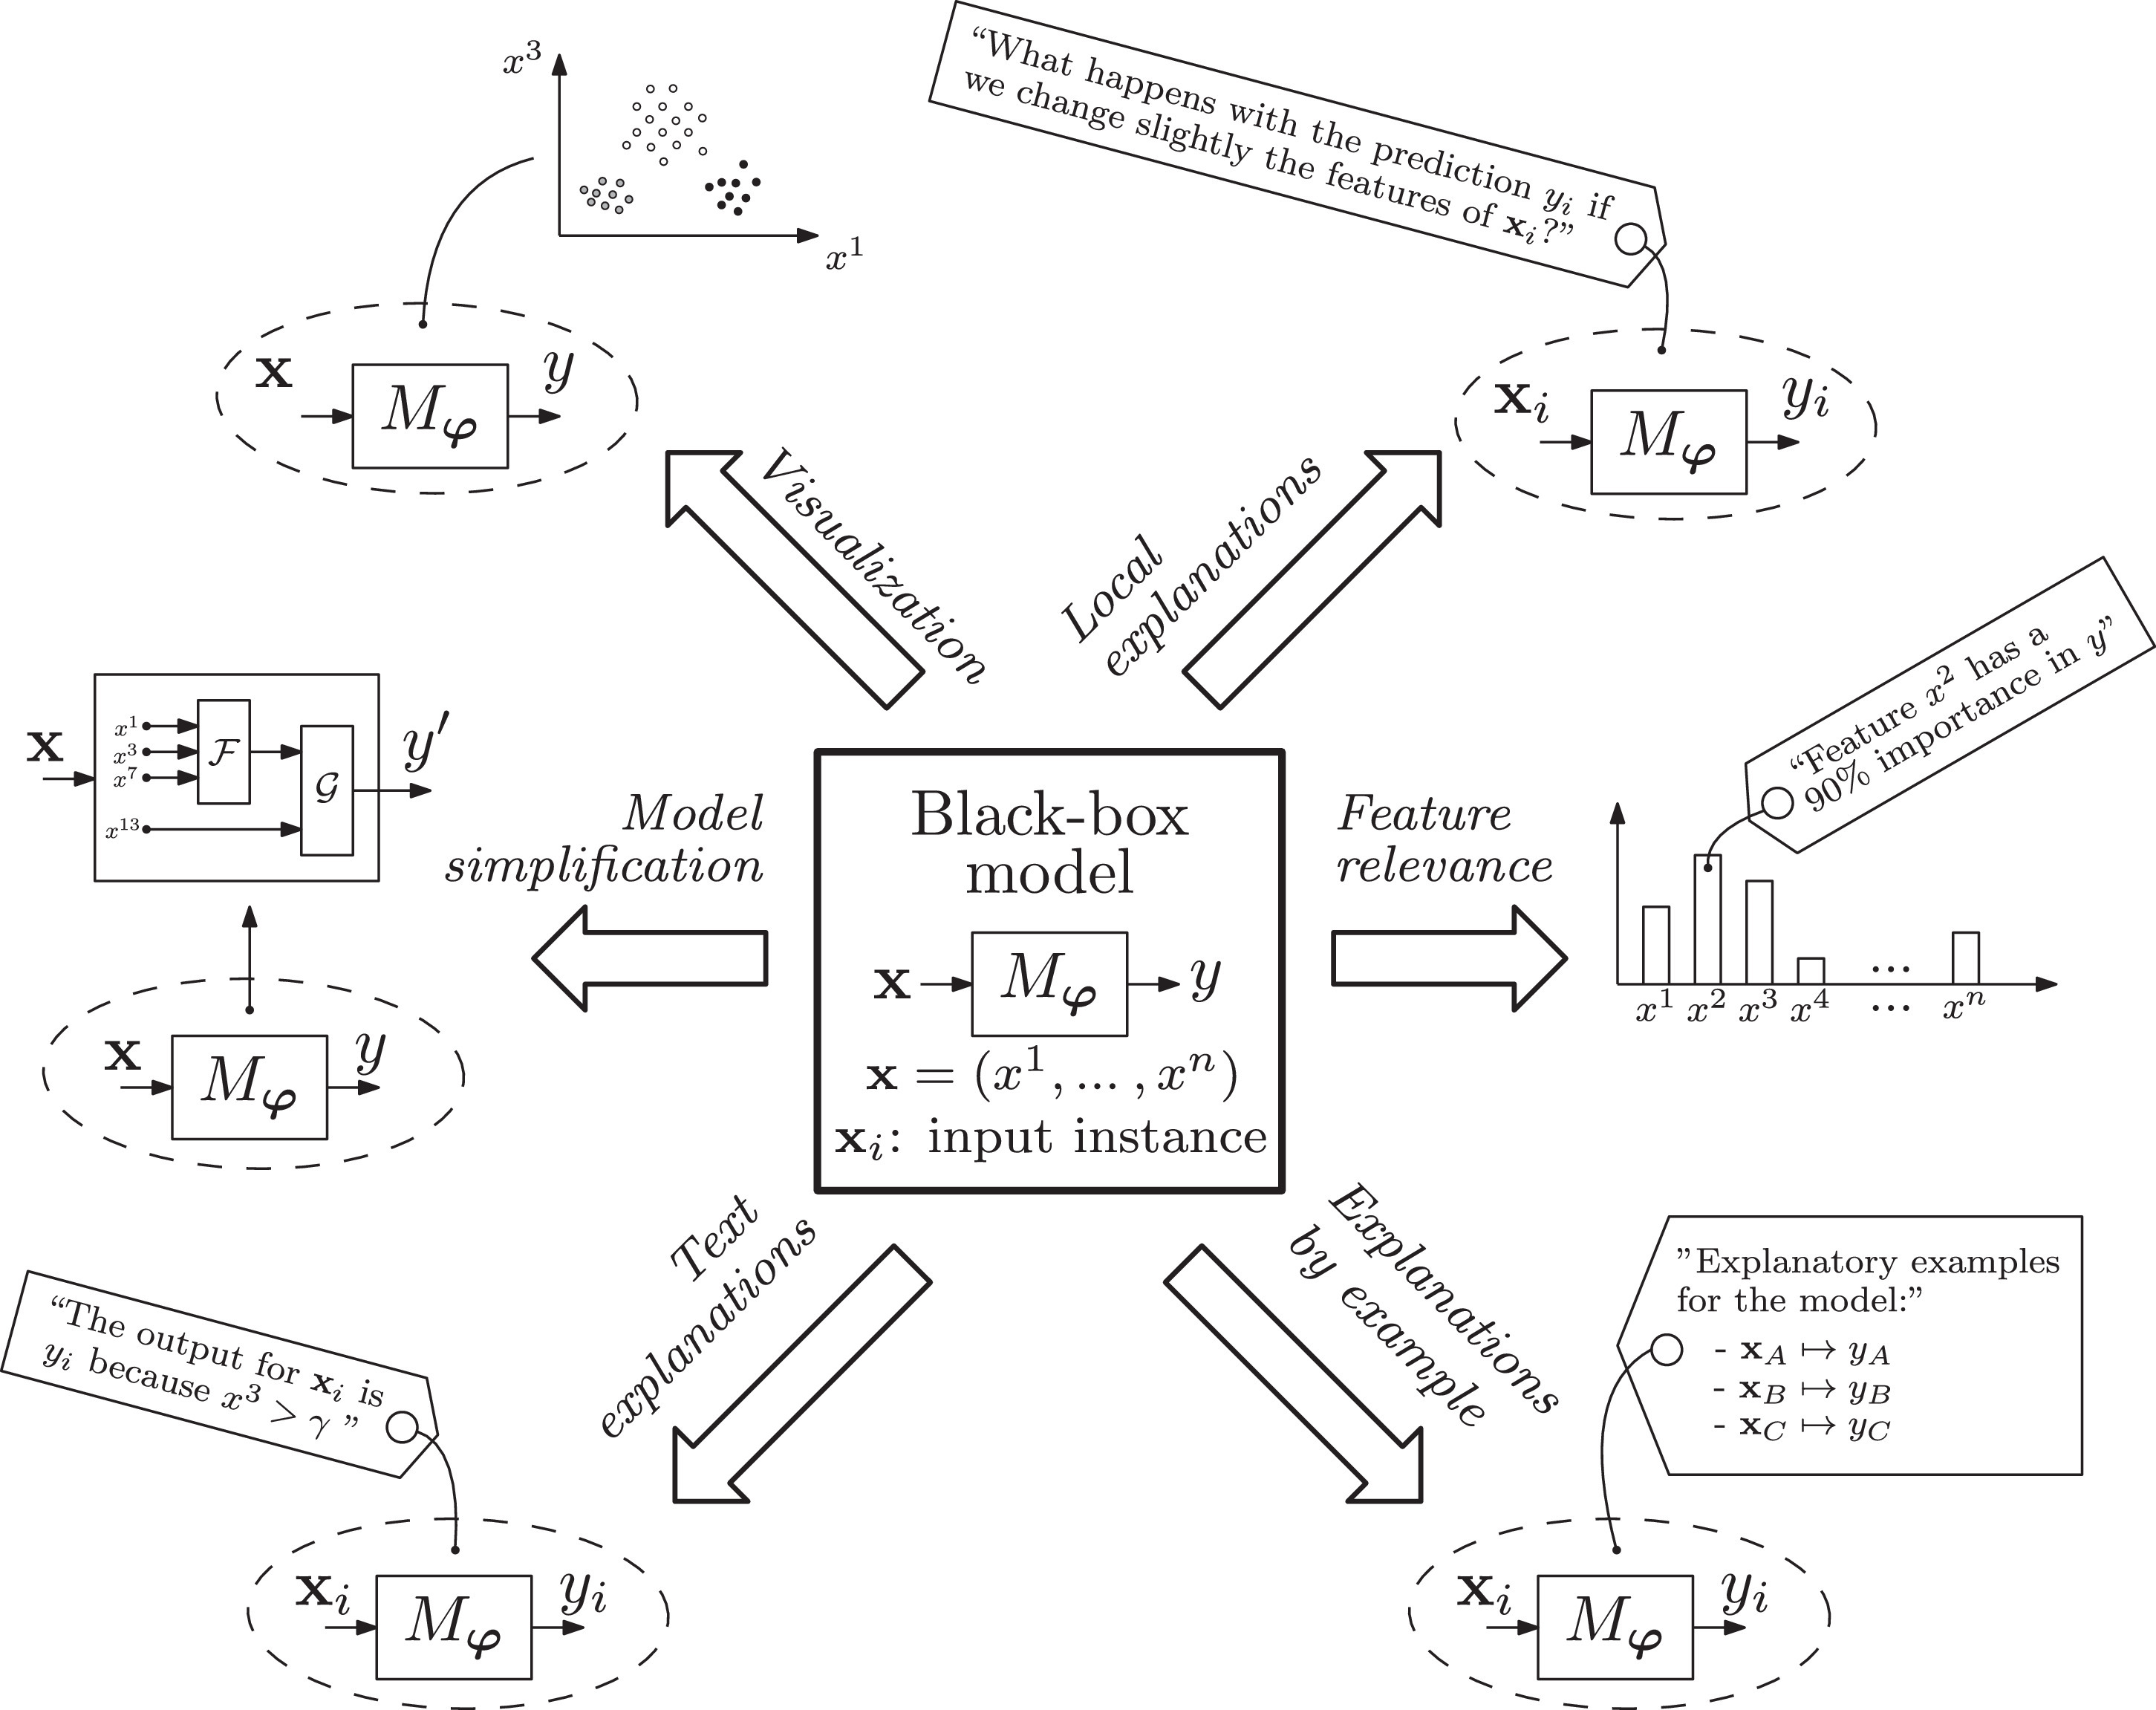 x³
x¹
x
Mφ
y
“What happens with the prediction yᵢ if
we change slightly the features of xᵢ?”
xᵢ
Mφ
yᵢ
Visualization
Local
explanations
x
x¹
x³
x⁷
x¹³
F
G
y′
x
Mφ
y
Model
simplification
Black-box
model
x
Mφ
y
x = (x¹, ... , xⁿ)
xᵢ: input instance
Feature
relevance
“Feature x² has a
90% importance in y”
...
x¹ x² x³ x⁴ ... xⁿ
Text
explanations
“The output for xᵢ is
yᵢ because x³ > γ ”
xᵢ
Mφ
yᵢ
Explanations
by example
”Explanatory examples
for the model:”
- x_A ↦ y_A
- x_B ↦ y_B
- x_C ↦ y_C
xᵢ
Mφ
yᵢ